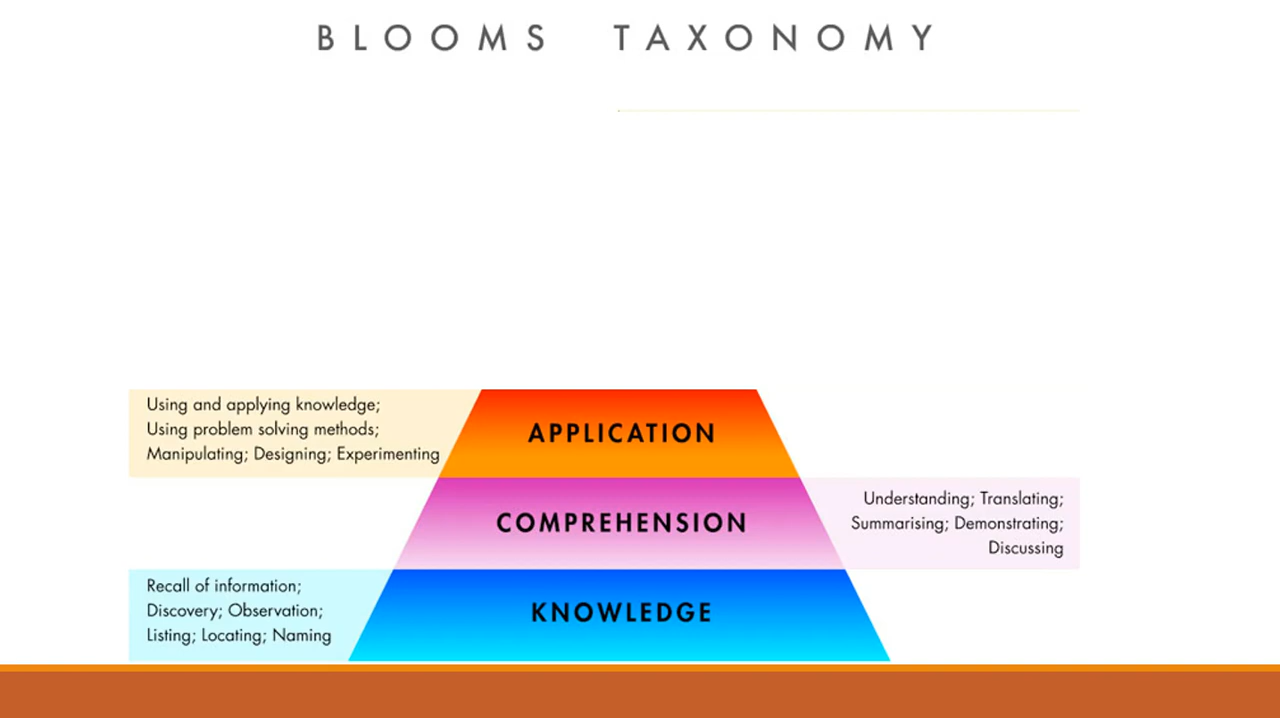 BLOOMS TAXONOMY
Using and applying knowledge;
Using problem solving methods;
Manipulating; Designing; Experimenting
APPLICATION
COMPREHENSION
Understanding; Translating;
Summarising; Demonstrating;
Discussing
Recall of information;
Discovery; Observation;
Listing; Locating; Naming
KNOWLEDGE